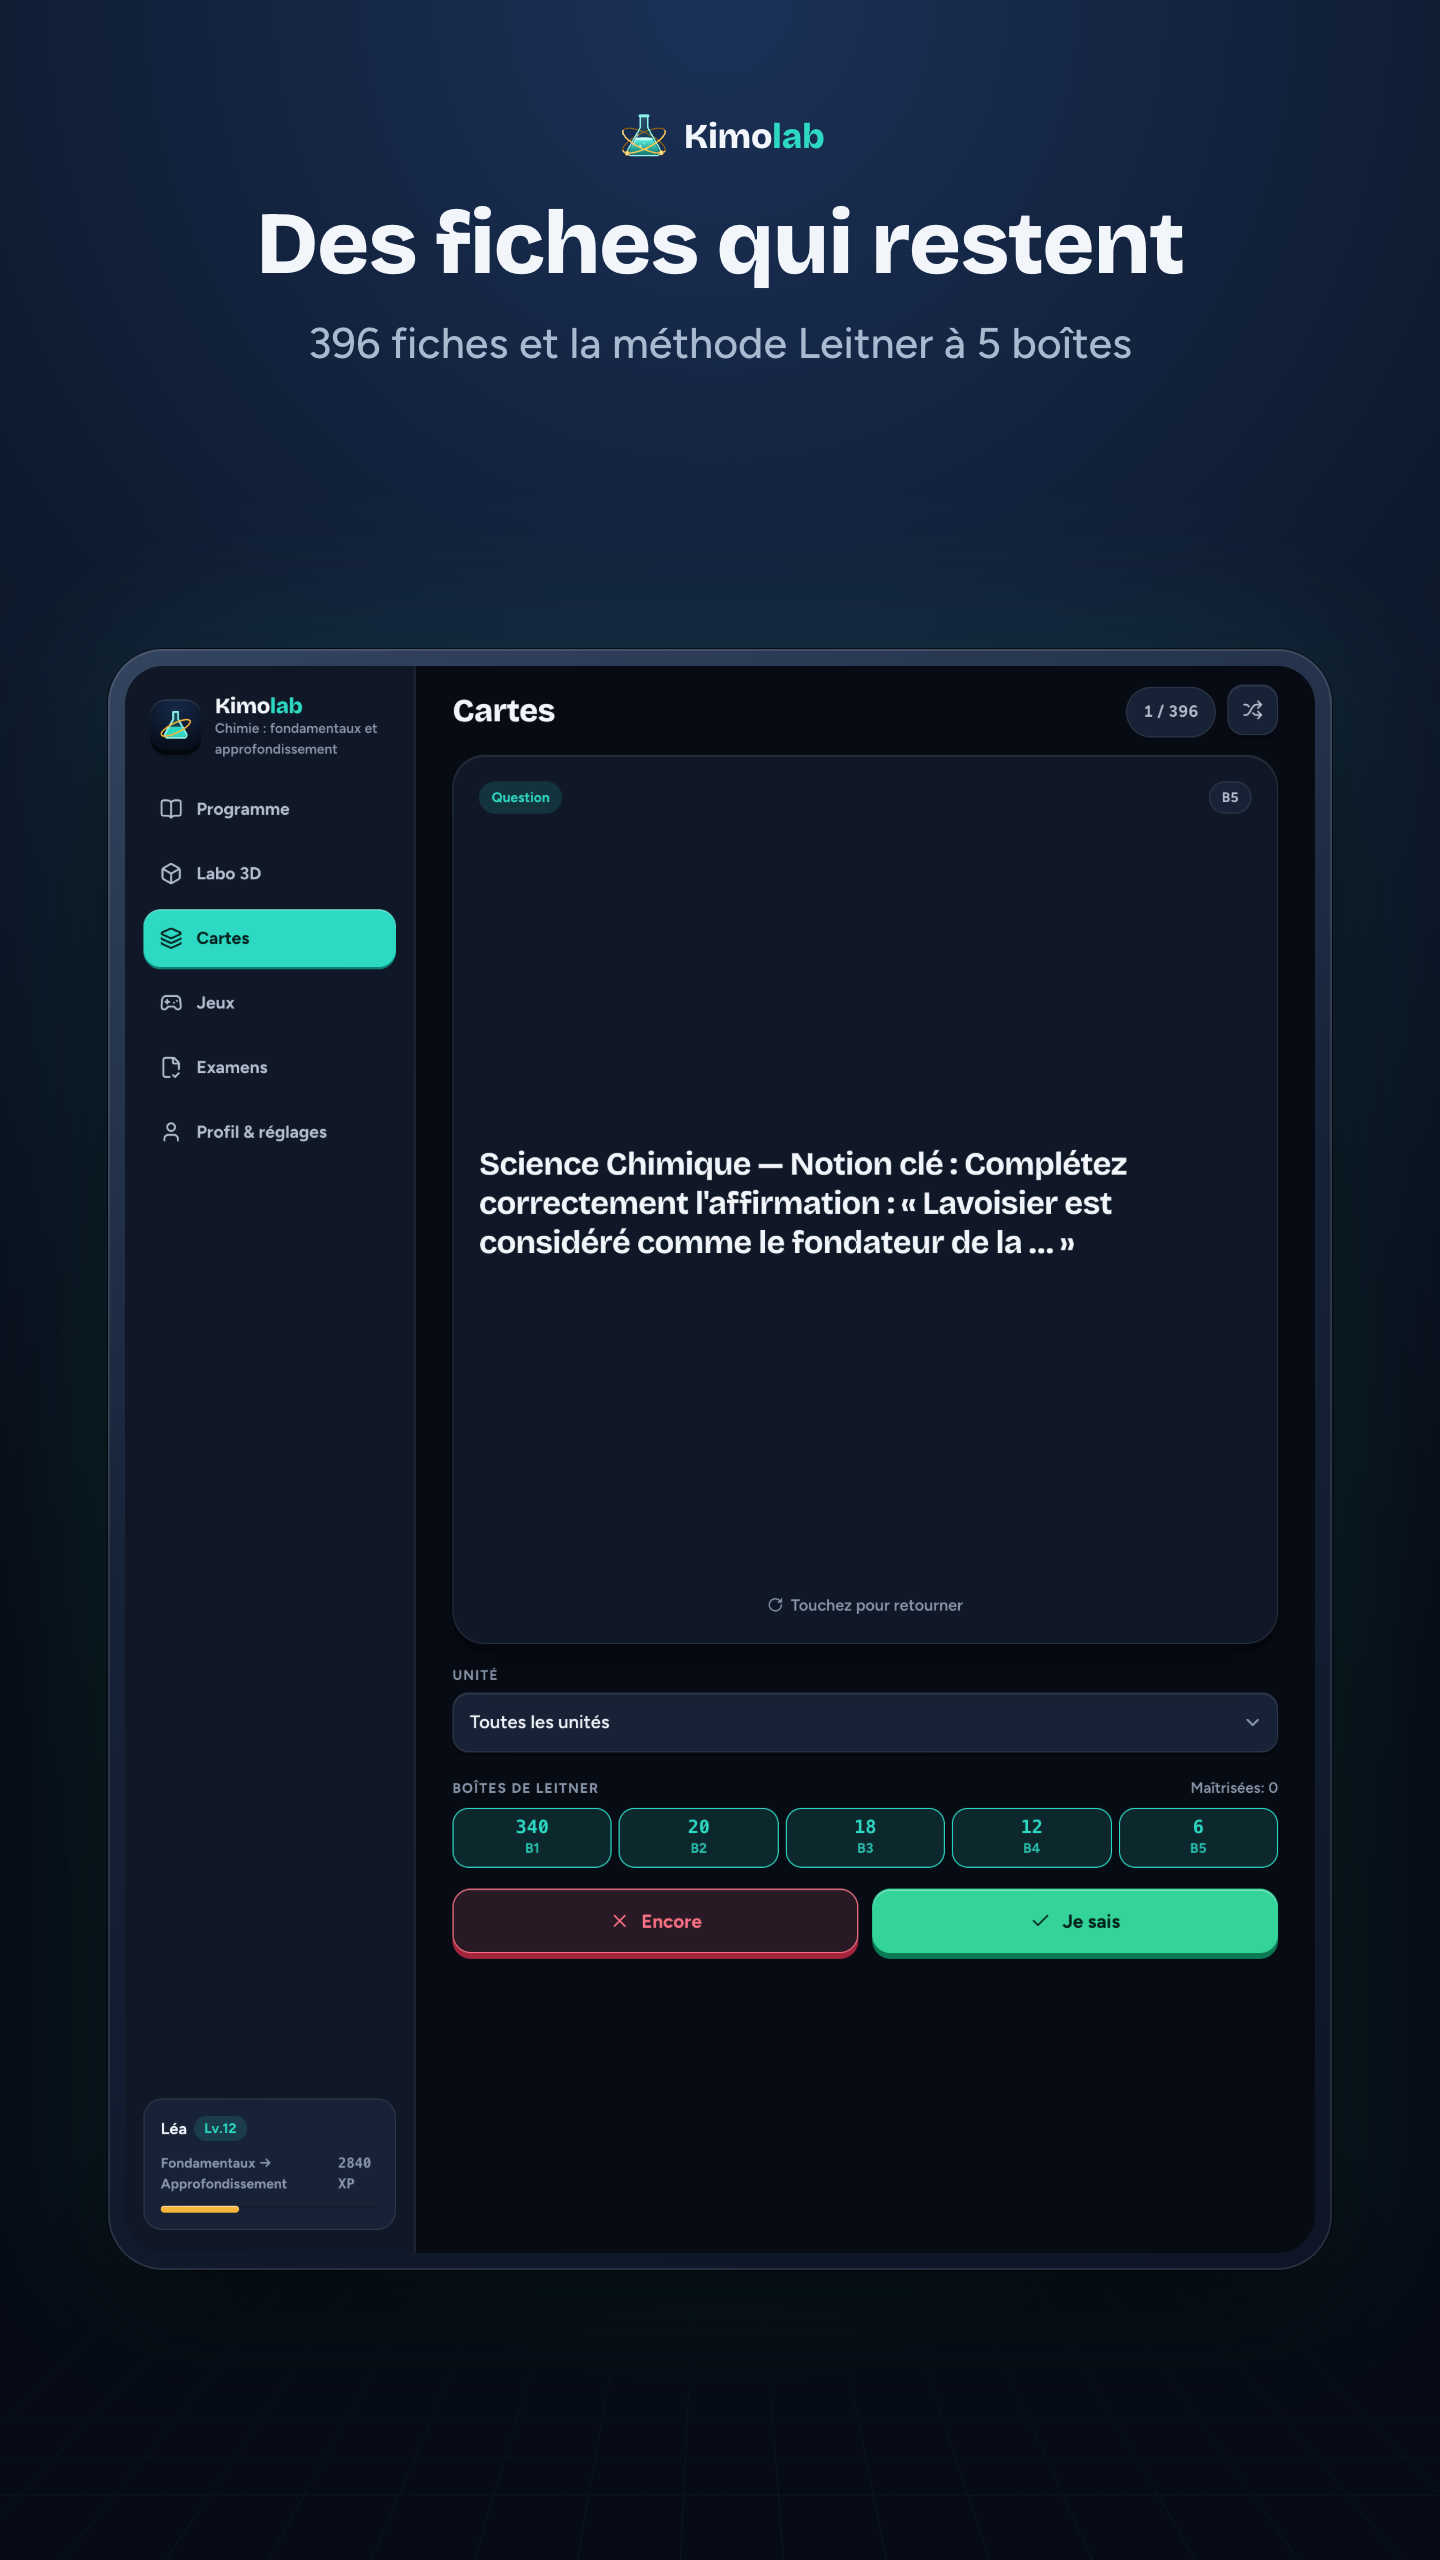 Kimolab
Des fiches qui restent
396 fiches et la méthode Leitner à 5 boîtes
Kimolab
Chimie : fondamentaux et
approfondissement
Programme
Labo 3D
Cartes
Jeux
Examens
Profil & réglages
Léa Lv.12
Fondamentaux → 2840
Approfondissement XP
Cartes
1 / 396
Question
B5
Science Chimique — Notion clé : Complétez
correctement l'affirmation : « Lavoisier est
considéré comme le fondateur de la ... »
Touchez pour retourner
UNITÉ
Toutes les unités
BOÎTES DE LEITNER Maîtrisées: 0
340 20 18 12 6
B1 B2 B3 B4 B5
Encore Je sais